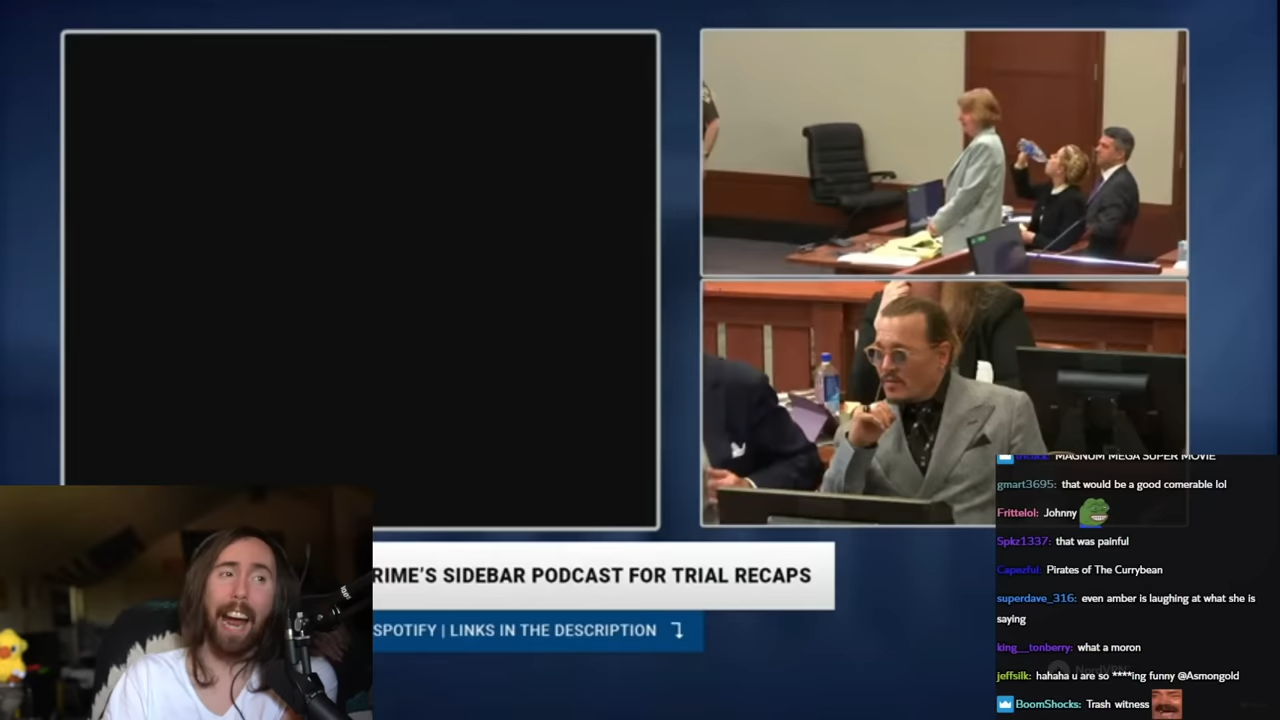 RIME'S SIDEBAR PODCAST FOR TRIAL RECAPS
SPOTIFY | LINKS IN THE DESCRIPTION
MAGNUM MEGA SUPER MOVIE
gmart3695: that would be a good comerable lol
Frittelol: Johnny
Spkz1337: that was painful
Capezful: Pirates of The Currybean
superdave_316: even amber is laughing at what she is
saying
king__tonberry: what a moron
NordVPN
jeffsilk: hahaha u are so ****ing funny @Asmongold
BoomShocks: Trash witness